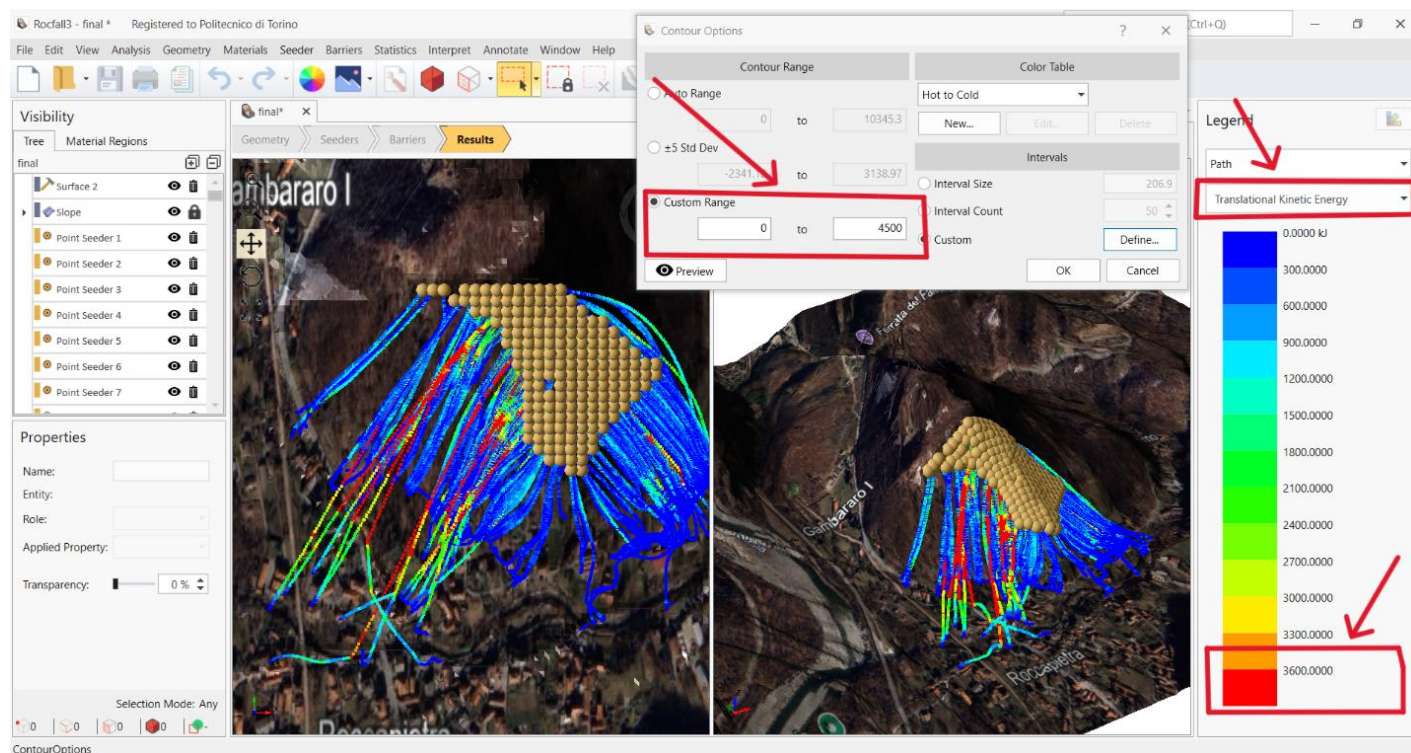 Rocfall3 - final * Registered to Politecnico di Torino
Ctrl+Q)
File Edit View Analysis Geometry Materials Seeder Barriers Statistics Interpret Annotate Window Help
Contour Options
Contour Range
Auto Range
0 to 10345.3
±5 Std Dev
to 3138.97
Custom Range
0 to 4500
Preview
Color Table
Hot to Cold
New... Edit... Delete
Intervals
Interval Size 206.9
Interval Count 50
Custom Define...
OK Cancel
Visibility
Tree Material Regions
final
Surface 2
Slope
Point Seeder 1
Point Seeder 2
Point Seeder 3
Point Seeder 4
Point Seeder 5
Point Seeder 6
Point Seeder 7
Properties
Name:
Entity:
Role:
Applied Property:
Transparency: 0 %
Selection Mode: Any
0 0 0 0
ContourOptions
final*
Geometry Seeders Barriers Results
ambararo I
Gambararo I
Roccapietra
Legend
Path
Translational Kinetic Energy
0.0000 kJ
300.0000
600.0000
900.0000
1200.0000
1500.0000
1800.0000
2100.0000
2400.0000
2700.0000
3000.0000
3300.0000
3600.0000